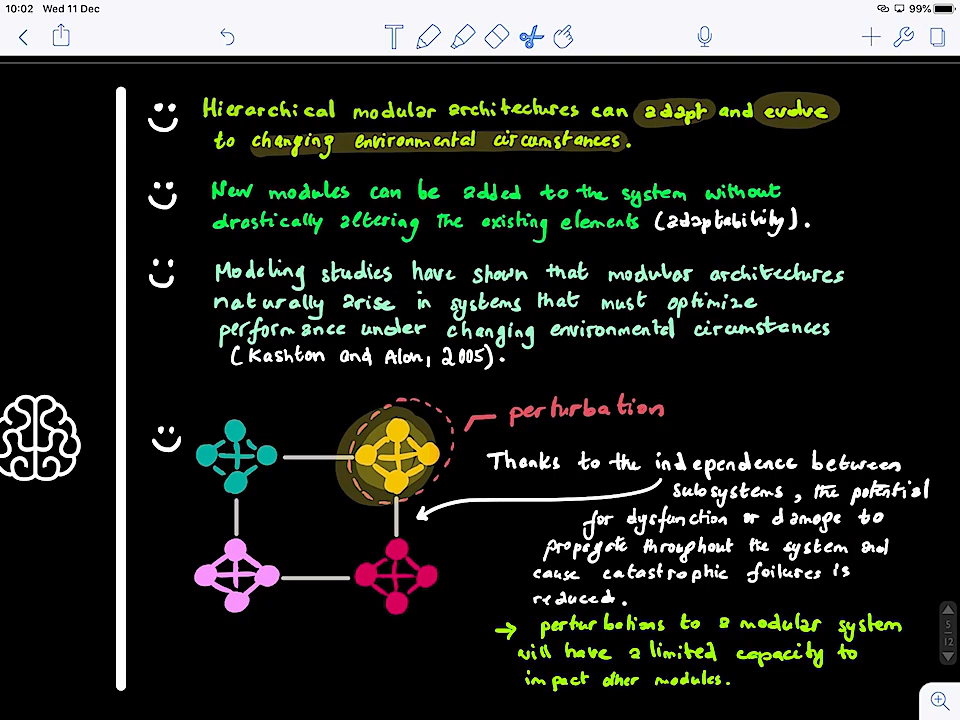 10:02 Wed 11 Dec
99%
T
Hierarchical modular architectures can adapt and evolve
to changing environmental circumstances.
New modules can be added to the system without
drastically altering the existing elements (adaptability).
Modeling studies have shown that modular architectures
naturally arise in systems that must optimize
performance under changing environmental circumstances
(Kashton and Alon, 2005).
perturbation
Thanks to the independence between
subsystems, the potential
for dysfunction or damage to
propagate throughout the system and
cause catastrophic failures is
reduced.
→ perturbations to a modular system
will have a limited capacity to
impact other modules.
5
12